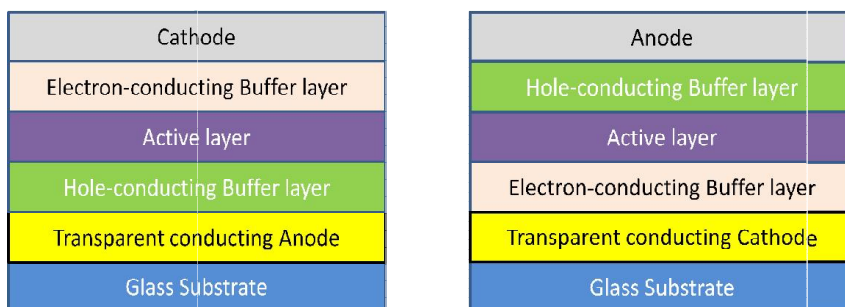 Cathode
Electron-conducting Buffer layer
Active layer
Hole-conducting Buffer layer
Transparent conducting Anode
Glass Substrate
Anode
Hole-conducting Buffer layer
Active layer
Electron-conducting Buffer layer
Transparent conducting Cathode
Glass Substrate